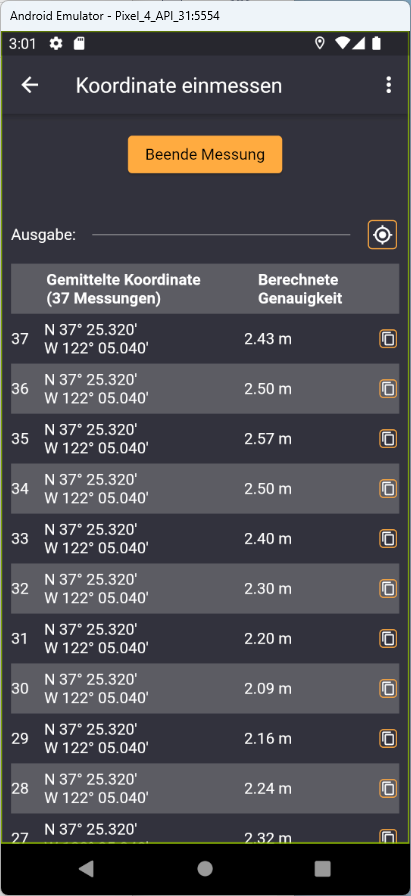 Android Emulator - Pixel_4_API_31:5554
3:01
Koordinate einmessen
Beende Messung
Ausgabe:
Gemittelte Koordinate Berechnete
(37 Messungen) Genauigkeit
37 N 37° 25.320' 2.43 m
W 122° 05.040'
36 N 37° 25.320' 2.50 m
W 122° 05.040'
35 N 37° 25.320' 2.57 m
W 122° 05.040'
34 N 37° 25.320' 2.50 m
W 122° 05.040'
33 N 37° 25.320' 2.40 m
W 122° 05.040'
32 N 37° 25.320' 2.30 m
W 122° 05.040'
31 N 37° 25.320' 2.20 m
W 122° 05.040'
30 N 37° 25.320' 2.09 m
W 122° 05.040'
29 N 37° 25.320' 2.16 m
W 122° 05.040'
28 N 37° 25.320' 2.24 m
W 122° 05.040'
27 N 37° 25.320' 2.32 m